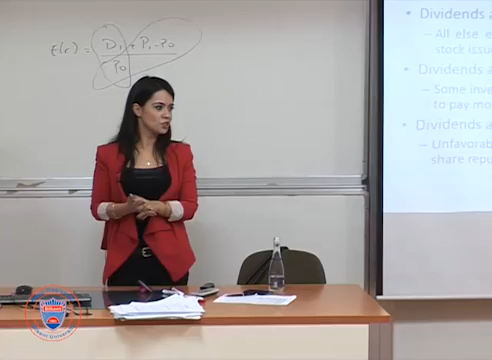 E(r) = D₁ + P₁ - P₀
P₀
• Dividends a
– All else e
stock issu
• Dividends a
– Some inve
to pay mo
• Dividends a
– Unfavorab
share repu